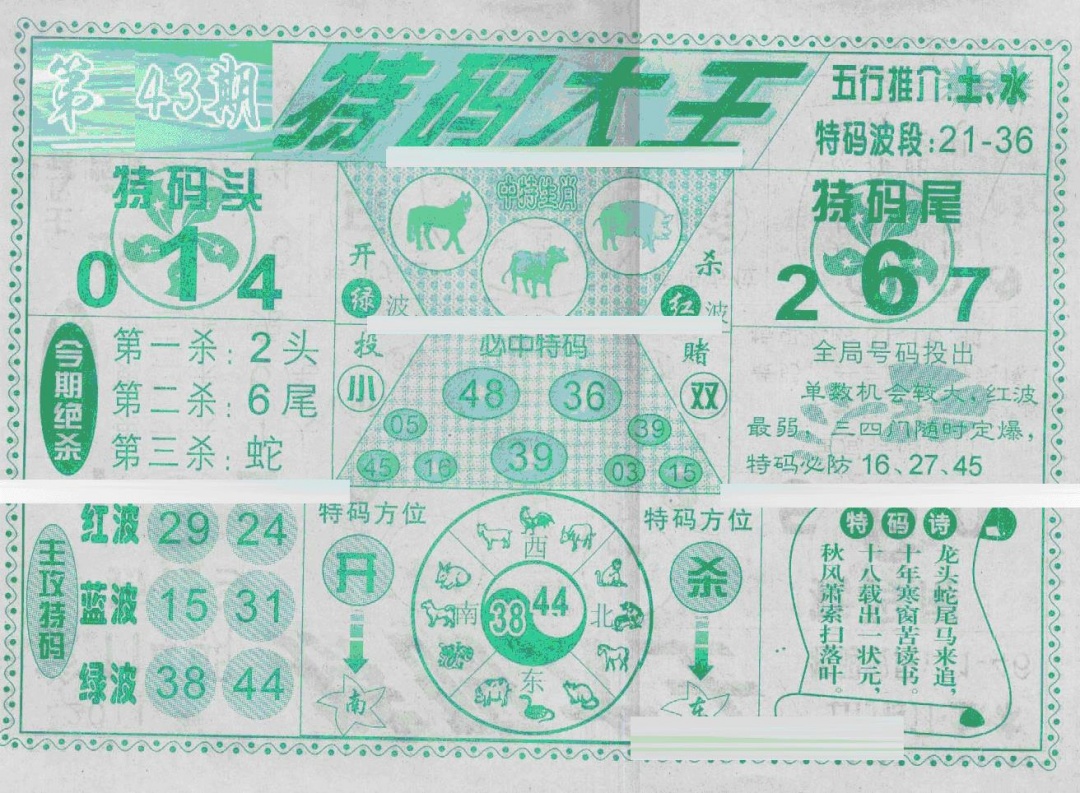 第43期
特码大王
五行推介:土、水
特码波段:21-36
特码头
0 1 4
中特生肖
开
绿波
杀
红波
特码尾
2 6 7
今期绝杀
第一杀:2头
第二杀:6尾
第三杀:蛇
投
小
必中特码
48 36
05 39 39
45 16 03 15
赌
双
全局号码投出
单数机会较大,红波
最弱,三四门随时定爆,
特码必防16、27、45
主攻特码
红波 29 24
蓝波 15 31
绿波 38 44
特码方位
开
南
西
南
北
东
38 44
特码方位
杀
东
特码诗
龙头蛇尾马来追,
十年寒窗苦读书。
十八载出一状元,
秋风萧索扫落叶。